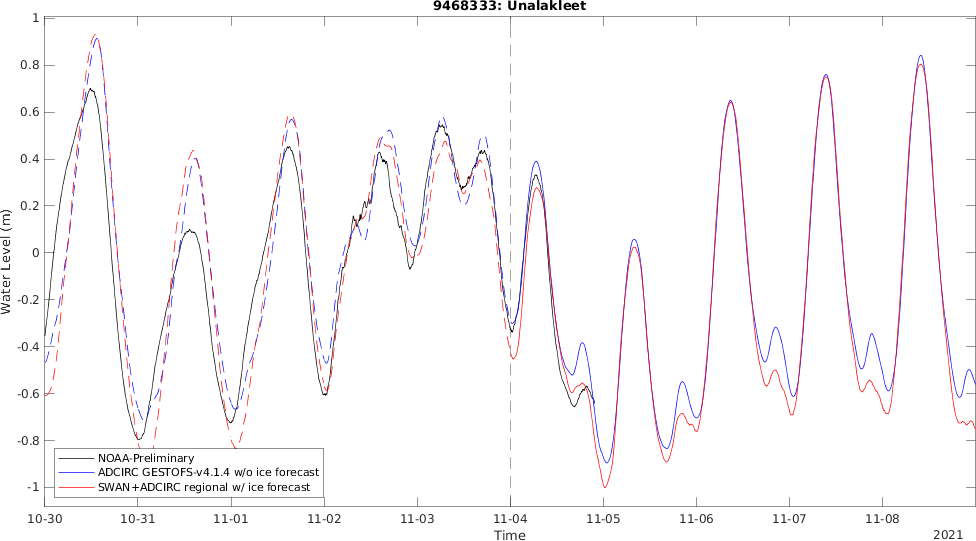 9468333: Unalakleet
1
0.8
0.6
0.4
0.2
0
-0.2
-0.4
-0.6
-0.8
-1
Water Level (m)
NOAA-Preliminary
ADCIRC GESTOFS-v4.1.4 w/o ice forecast
SWAN+ADCIRC regional w/ ice forecast
10-30 10-31 11-01 11-02 11-03 11-04 11-05 11-06 11-07 11-08
Time
2021